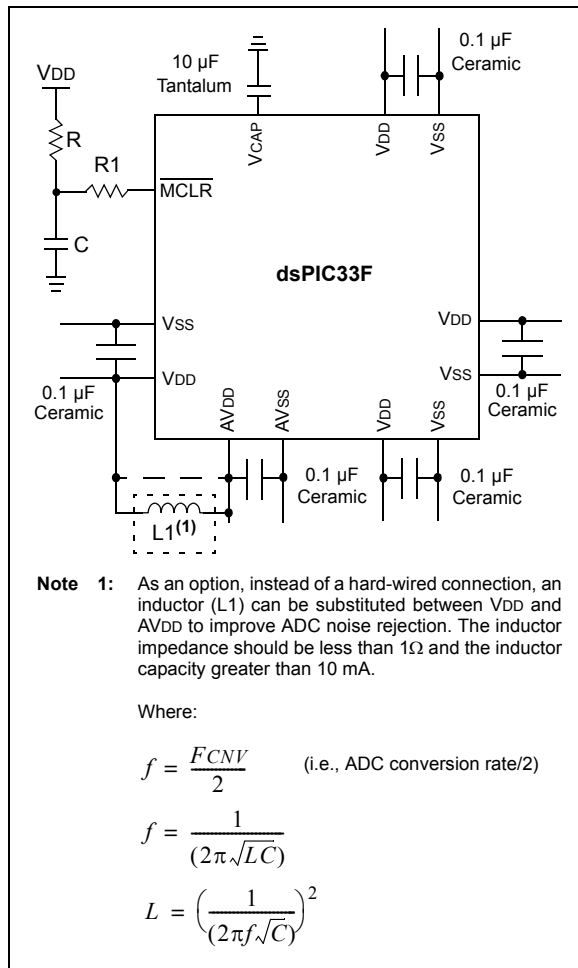 VDD
R
R1
C
10 µF
Tantalum
VCAP
VDD
VSS
0.1 µF
Ceramic
MCLR
dsPIC33F
VSS
VDD
0.1 µF
Ceramic
AVDD
AVSS
0.1 µF
Ceramic
VDD
VSS
0.1 µF
Ceramic
VDD
VSS
0.1 µF
Ceramic
L1(1)
Note 1: As an option, instead of a hard-wired connection, an
inductor (L1) can be substituted between VDD and
AVDD to improve ADC noise rejection. The inductor
impedance should be less than 1Ω and the inductor
capacity greater than 10 mA.
Where:
f = FCNV / 2 (i.e., ADC conversion rate/2)
f = 1 / (2π√LC)
L = (1 / (2πf√C))²